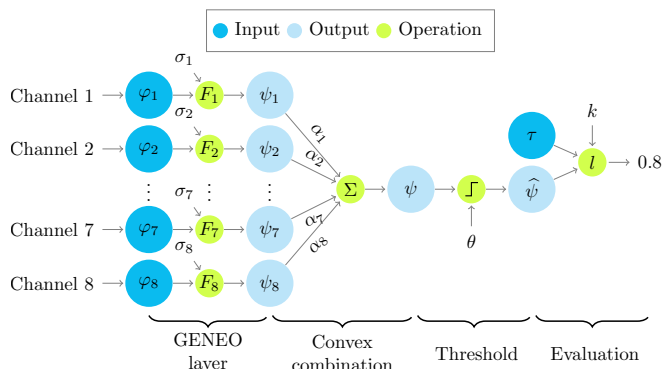 Input Output Operation
σ1
Channel 1 φ1 F1 ψ1
σ2 α1 k
Channel 2 φ2 F2 ψ2 α2 τ
l 0.8
⋮ σ7 ⋮ ⋮ Σ ψ ψ̂
Channel 7 φ7 F7 ψ7 α7
σ8 α8 θ
Channel 8 φ8 F8 ψ8
GENEO Convex Threshold Evaluation
layer combination